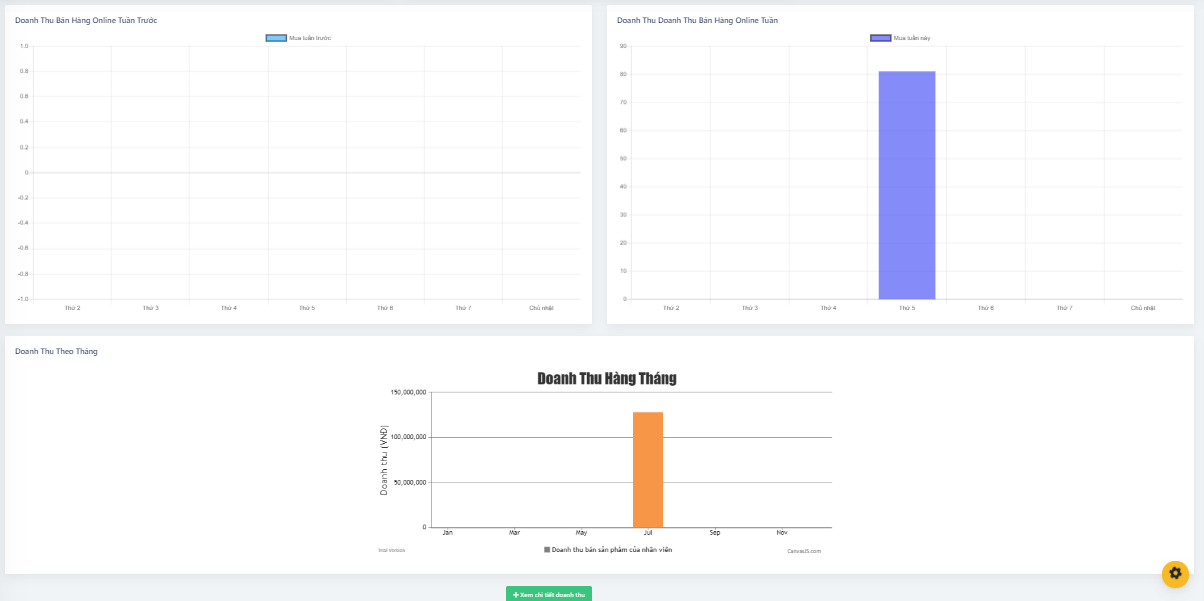 Doanh Thu Bán Hàng Online Tuần Trước
Mua tuần trước
1.0
0.8
0.6
0.4
0.2
0
-0.2
-0.4
-0.6
-0.8
-1.0
Thứ 2 Thứ 3 Thứ 4 Thứ 5 Thứ 6 Thứ 7 Chủ nhật
Doanh Thu Doanh Thu Bán Hàng Online Tuần
Mua tuần này
90
80
70
60
50
40
30
20
10
0
Thứ 2 Thứ 3 Thứ 4 Thứ 5 Thứ 6 Thứ 7 Chủ nhật
Doanh Thu Theo Tháng
Doanh Thu Hàng Tháng
Doanh thu (VNĐ)
150,000,000
100,000,000
50,000,000
0
Jan Mar May Jul Sep Nov
Doanh thu bán sản phẩm của nhân viên
Trial Version
CanvasJS.com
+ Xem chi tiết doanh thu